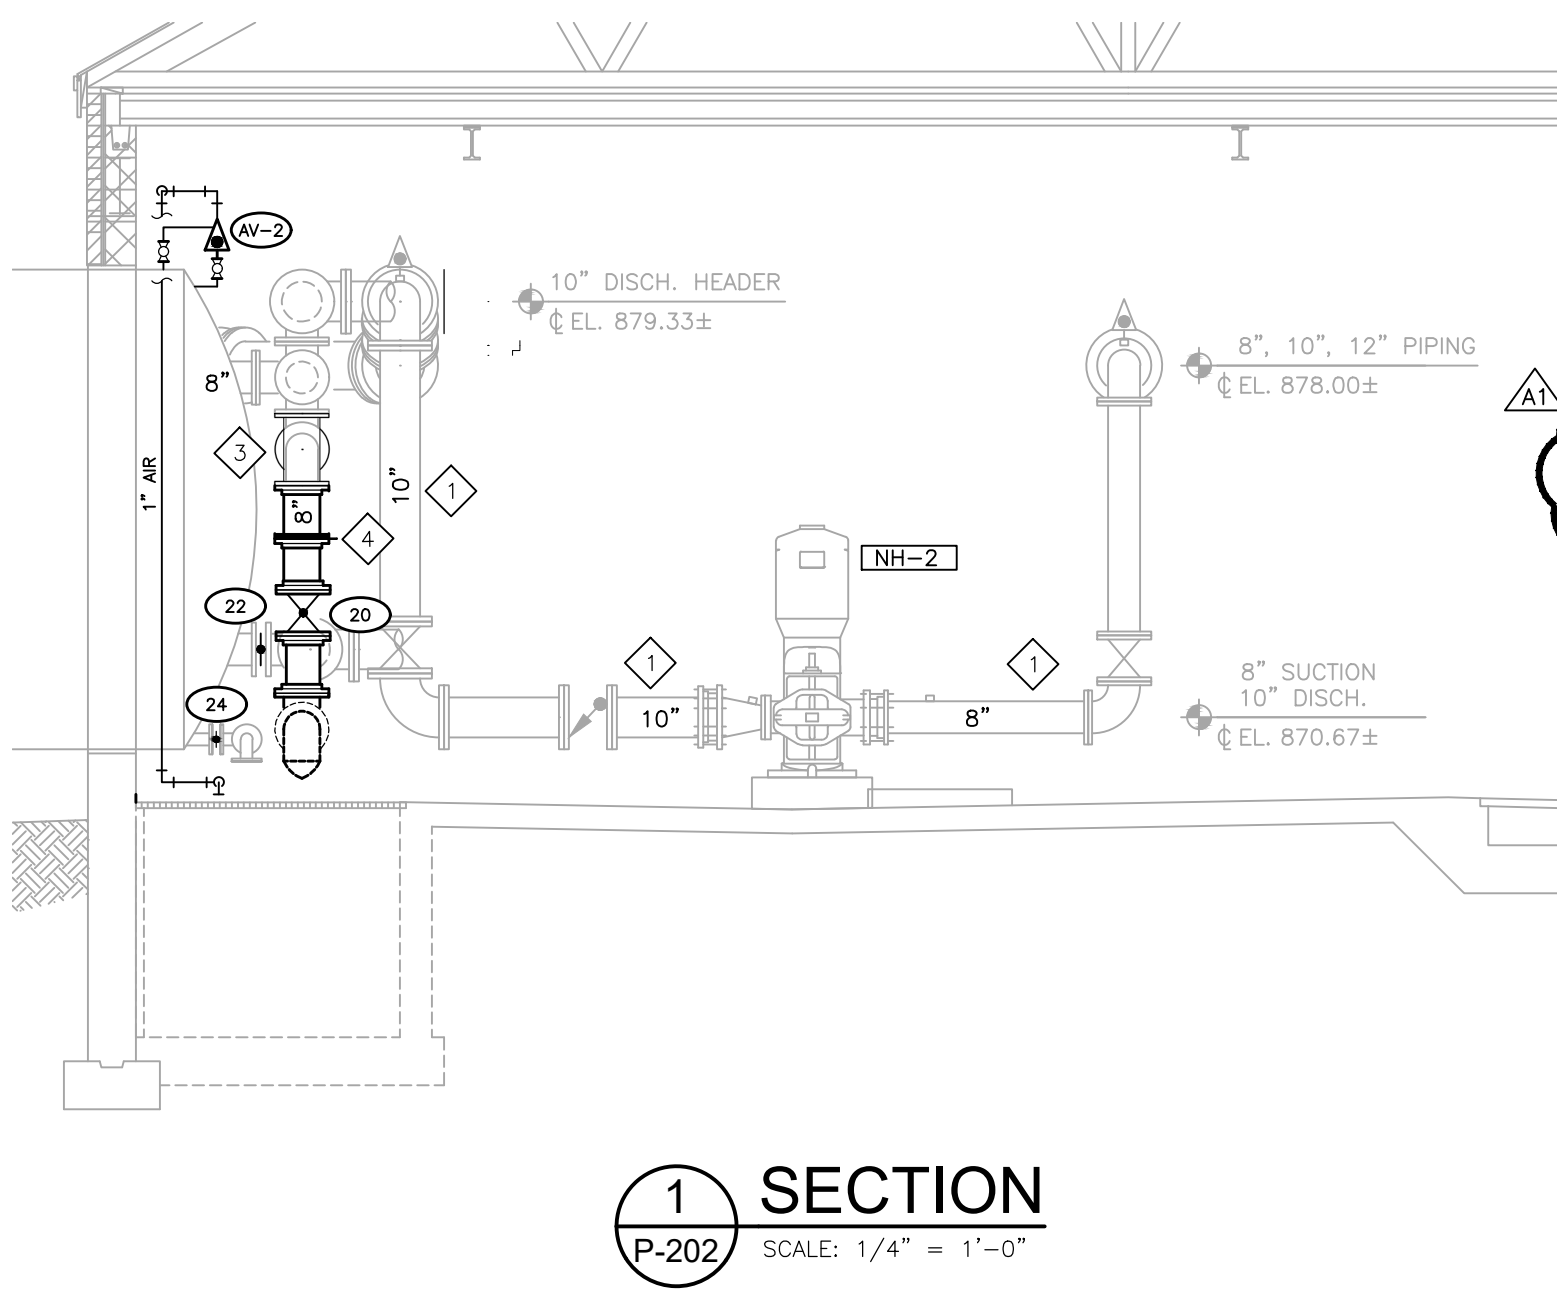 AV-2
10” DISCH. HEADER
℄ EL. 879.33±
8”, 10”, 12” PIPING
℄ EL. 878.00±
A1
8”
3
1” AIR
10”
1
8”
4
NH-2
22
20
1
1
8” SUCTION
10” DISCH.
℄ EL. 870.67±
24
10”
8”
1
P-202
SECTION
SCALE: 1/4” = 1’-0”